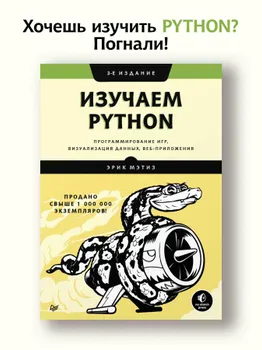 Хочешь изучить PYTHON?
Погнали!
3-Е ИЗДАНИЕ
ИЗУЧАЕМ
PYTHON
ПРОГРАММИРОВАНИЕ ИГР,
ВИЗУАЛИЗАЦИЯ ДАННЫХ, ВЕБ-ПРИЛОЖЕНИЯ
ЭРИК МЭТИЗ
ПРОДАНО
СВЫШЕ 1 000 000
ЭКЗЕМПЛЯРОВ!